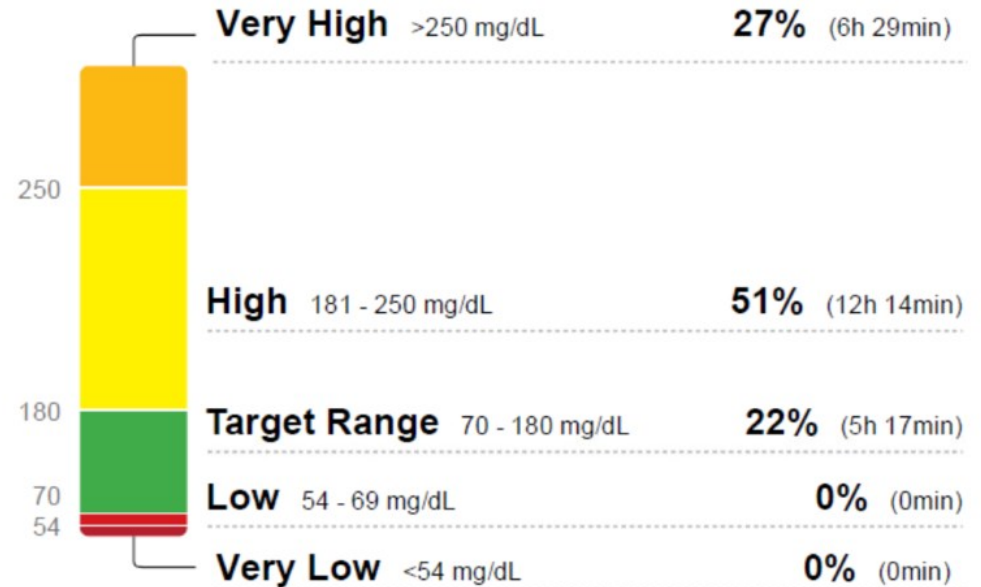 Very High >250 mg/dL 27% (6h 29min)
250
High 181 - 250 mg/dL 51% (12h 14min)
180
Target Range 70 - 180 mg/dL 22% (5h 17min)
70
Low 54 - 69 mg/dL 0% (0min)
54
Very Low <54 mg/dL 0% (0min)